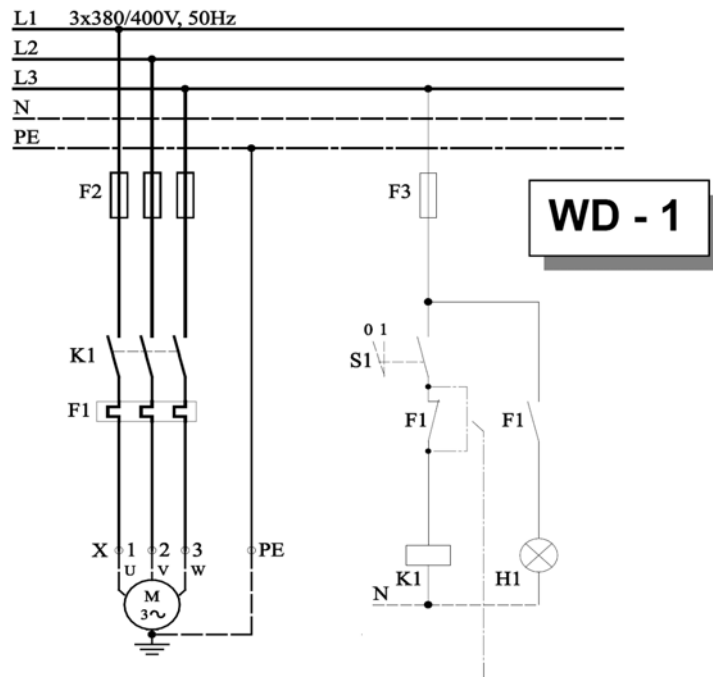 L1 3x380/400V, 50Hz
L2
L3
N
PE
F2
F3
WD - 1
0 1
K1
S1
F1
F1
F1
X 1 2 3 PE
U V W
K1
H1
M
3~
N